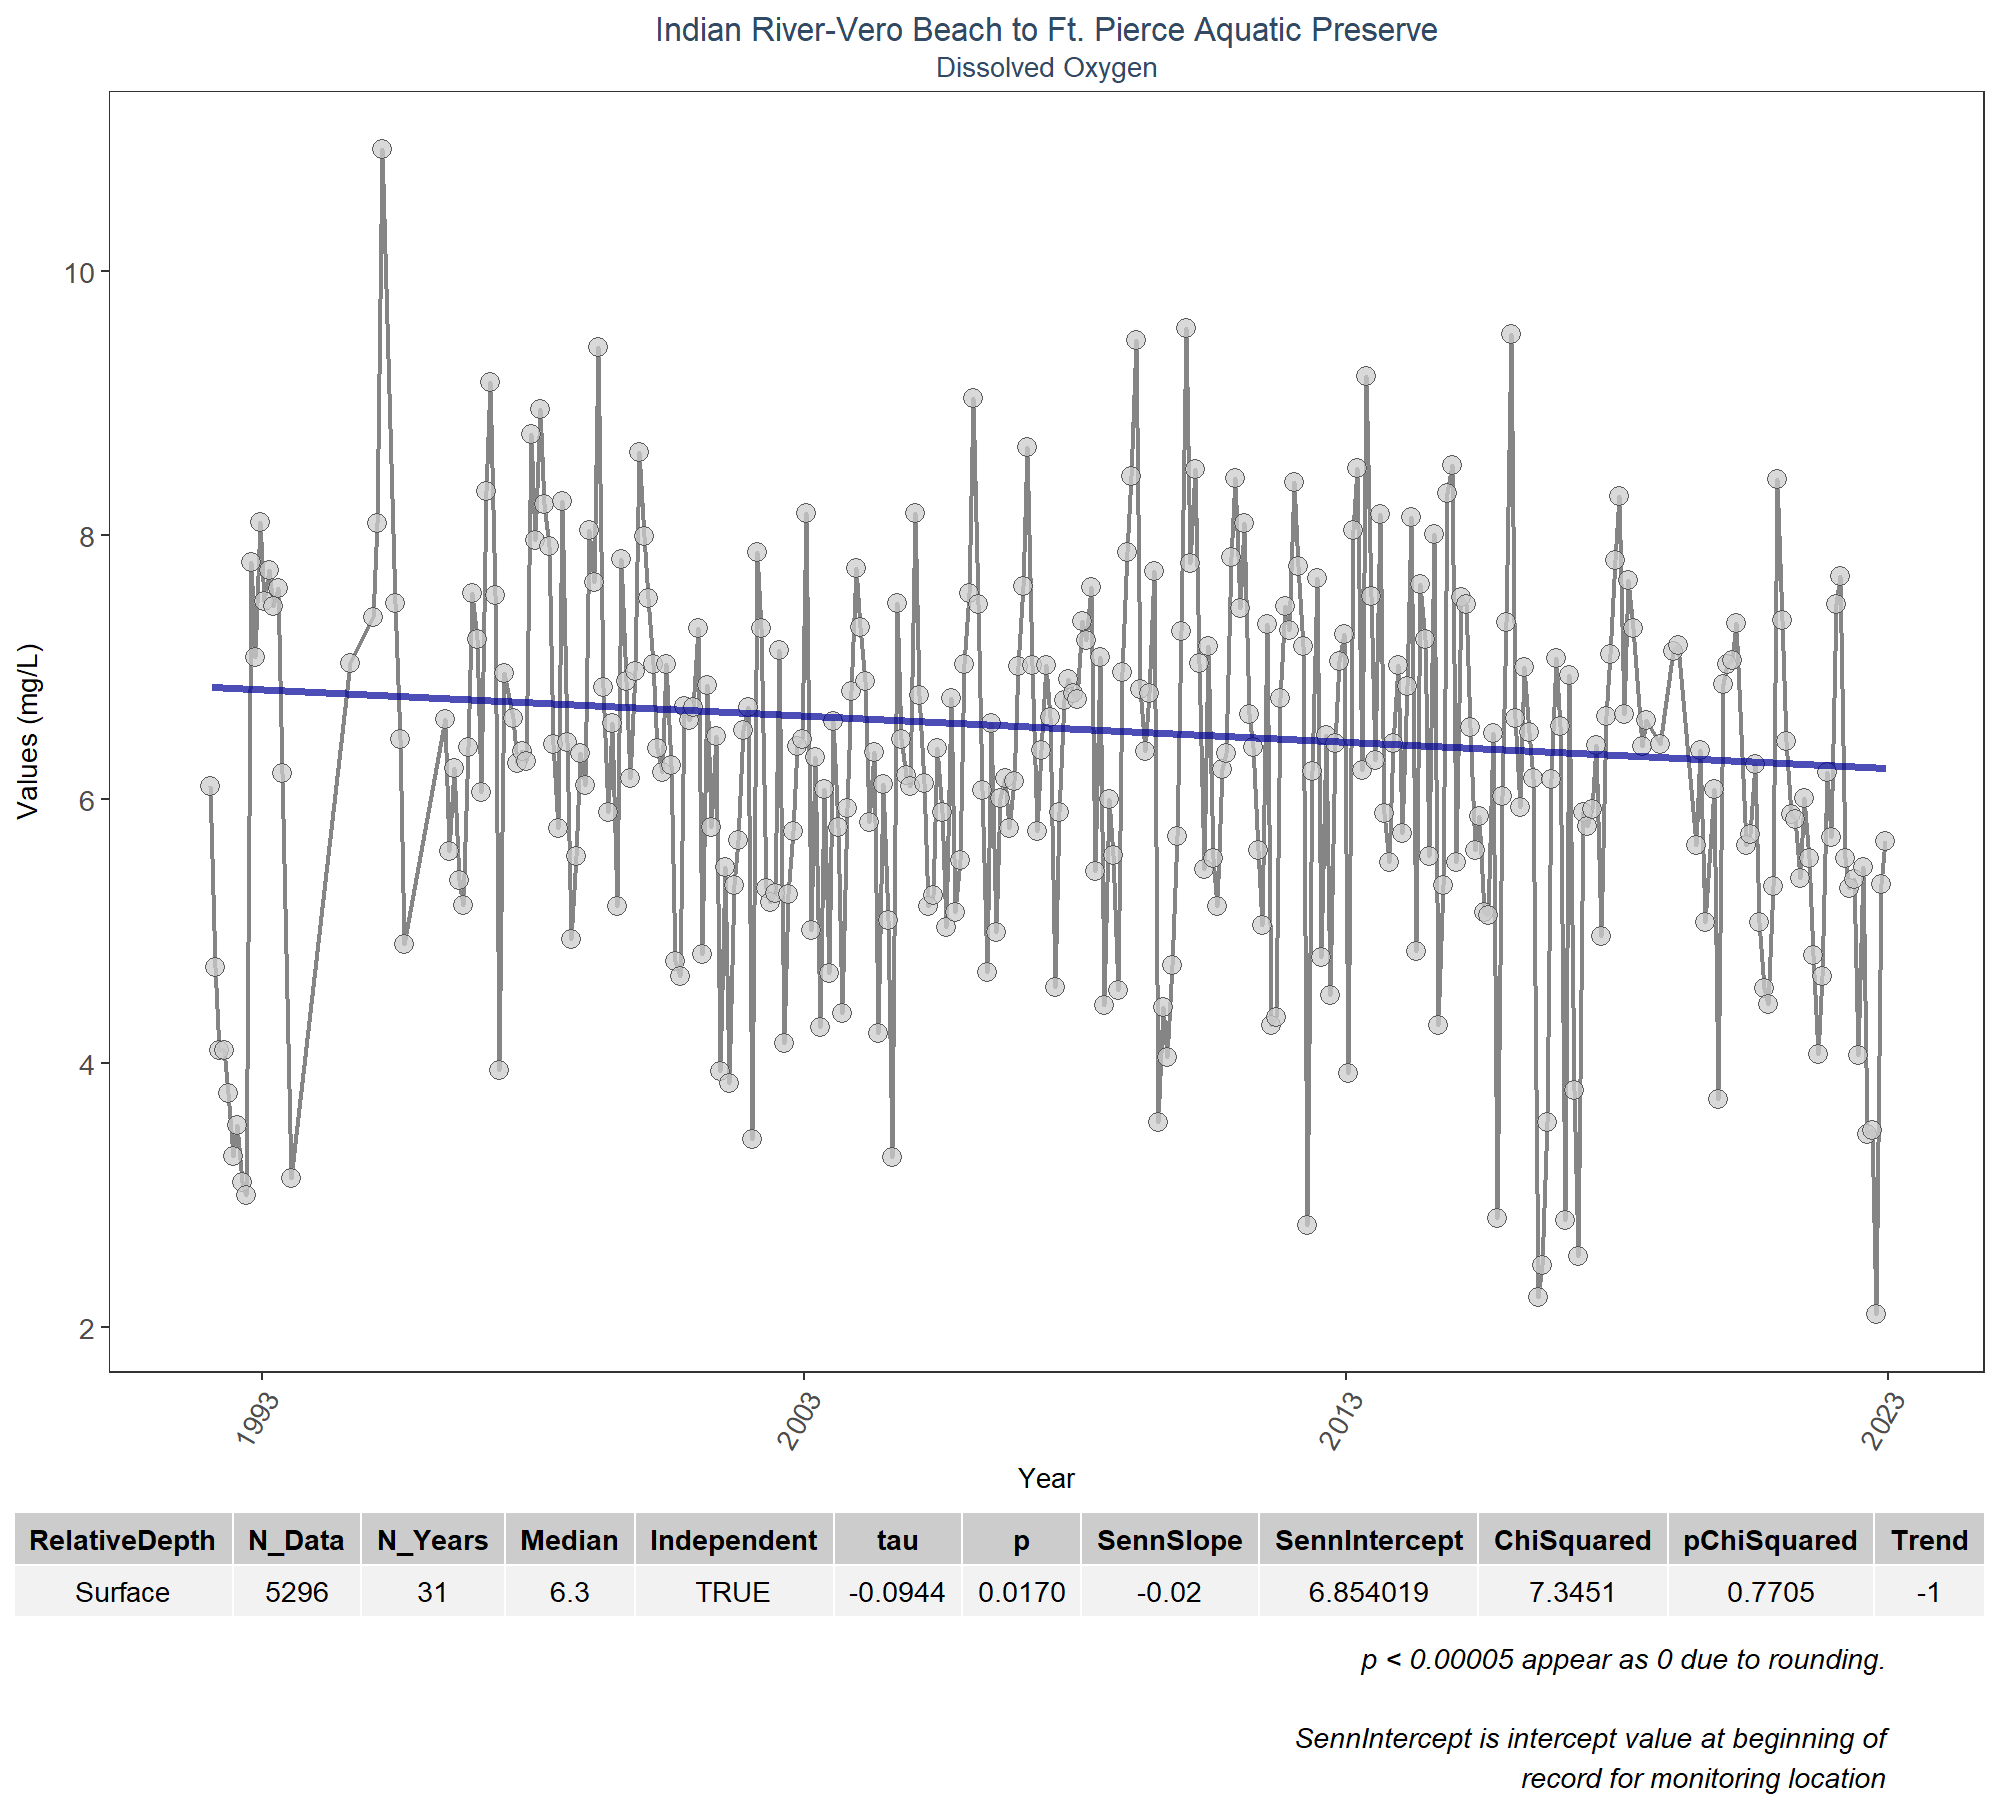 Indian River-Vero Beach to Ft. Pierce Aquatic Preserve
Dissolved Oxygen
Values (mg/L)
10
8
6
4
2
1993
2003
2013
2023
Year
RelativeDepth N_Data N_Years Median Independent tau p SennSlope SennIntercept ChiSquared pChiSquared Trend
Surface 5296 31 6.3 TRUE -0.0944 0.0170 -0.02 6.854019 7.3451 0.7705 -1
p < 0.00005 appear as 0 due to rounding.
SennIntercept is intercept value at beginning of
record for monitoring location